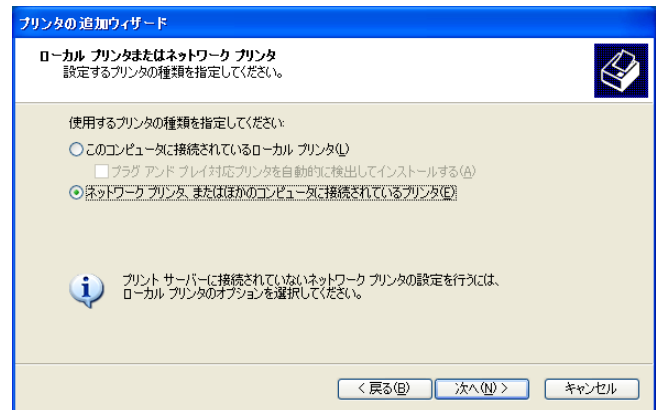 プリンタの追加ウィザード
ローカル プリンタまたはネットワーク プリンタ
設定するプリンタの種類を指定してください。
使用するプリンタの種類を指定してください:
このコンピュータに接続されているローカル プリンタ(L)
プラグ アンド プレイ対応プリンタを自動的に検出してインストールする(A)
ネットワーク プリンタ、またはほかのコンピュータに接続されているプリンタ(E)
プリント サーバーに接続されていないネットワーク プリンタの設定を行うには、
ローカル プリンタのオプションを選択してください。
< 戻る(B) 次へ(N) > キャンセル